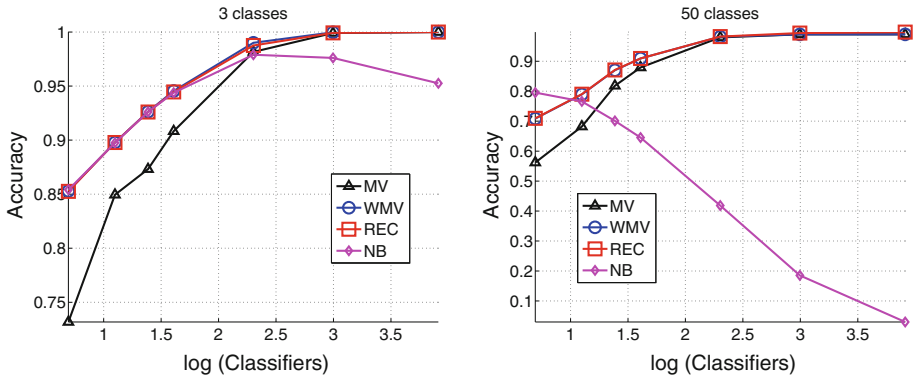 3 classes
1
0.95
0.9
0.85
0.8
0.75
Accuracy
1
1.5
2
2.5
3
3.5
log (Classifiers)
MV
WMV
REC
NB
50 classes
0.9
0.8
0.7
0.6
0.5
0.4
0.3
0.2
0.1
Accuracy
1
1.5
2
2.5
3
3.5
log (Classifiers)
MV
WMV
REC
NB